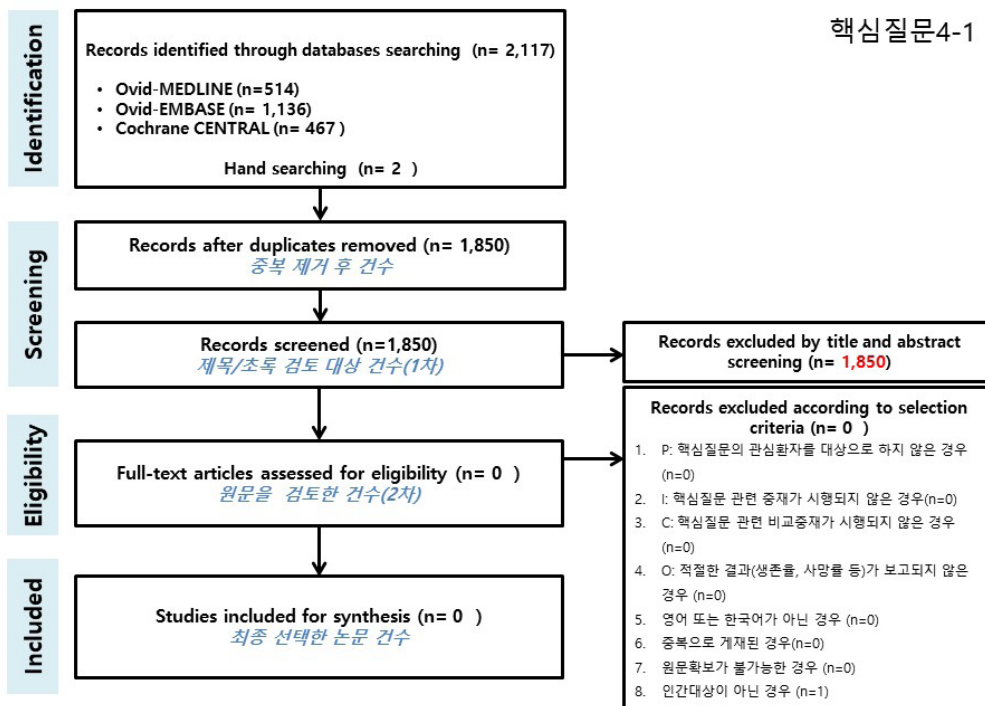 핵심질문4-1
Identification
Records identified through databases searching (n= 2,117)
• Ovid-MEDLINE (n=514)
• Ovid-EMBASE (n= 1,136)
• Cochrane CENTRAL (n= 467 )
Hand searching (n= 2 )
Screening
Records after duplicates removed (n= 1,850)
중복 제거 후 건수
Records screened (n=1,850)
제목/초록 검토 대상 건수(1차)
Records excluded by title and abstract
screening (n= 1,850)
Eligibility
Full-text articles assessed for eligibility (n= 0 )
원문을 검토한 건수(2차)
Records excluded according to selection
criteria (n= 0 )
1. P: 핵심질문의 관심환자를 대상으로 하지 않은 경우
(n=0)
2. I: 핵심질문 관련 중재가 시행되지 않은 경우(n=0)
3. C: 핵심질문 관련 비교중재가 시행되지 않은 경우
(n=0)
4. O: 적절한 결과(생존율, 사망률 등)가 보고되지 않은
경우 (n=0)
5. 영어 또는 한국어가 아닌 경우 (n=0)
6. 중복으로 게재된 경우(n=0)
7. 원문확보가 불가능한 경우 (n=0)
8. 인간대상이 아닌 경우 (n=1)
Included
Studies included for synthesis (n= 0 )
최종 선택한 논문 건수